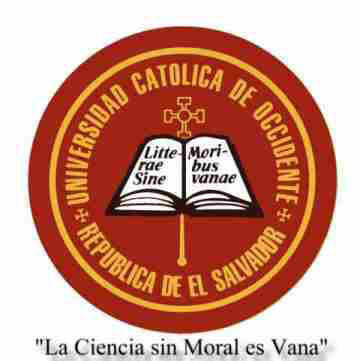 UNIVERSIDAD CATOLICA DE OCCIDENTE
Litte- Mori-
rae bus
Sine vanae
REPUBLICA DE EL SALVADOR
"La Ciencia sin Moral es Vana"